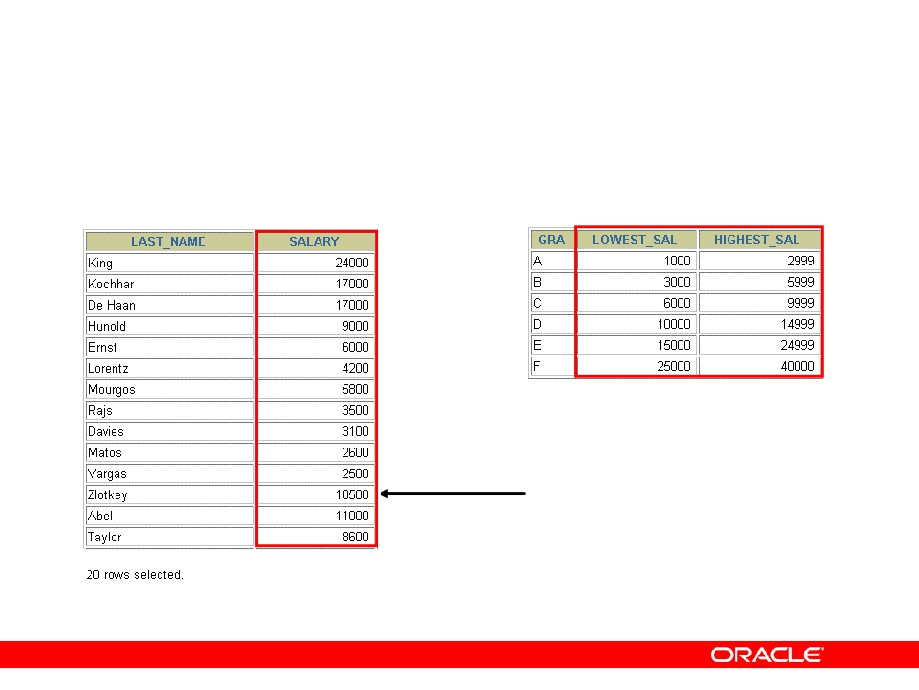 LAST_NAME SALARY
King 24000
Kochhar 17000
De Haan 17000
Hunold 9000
Ernst 6000
Lorentz 4200
Mourgos 5800
Rajs 3500
Davies 3100
Matos 2600
Vargas 2500
Zlotkey 10500
Abel 11000
Taylor 8600
20 rows selected.
GRA LOWEST_SAL HIGHEST_SAL
A 1000 2999
B 3000 5999
C 6000 9999
D 10000 14999
E 15000 24999
F 25000 40000
ORACLE